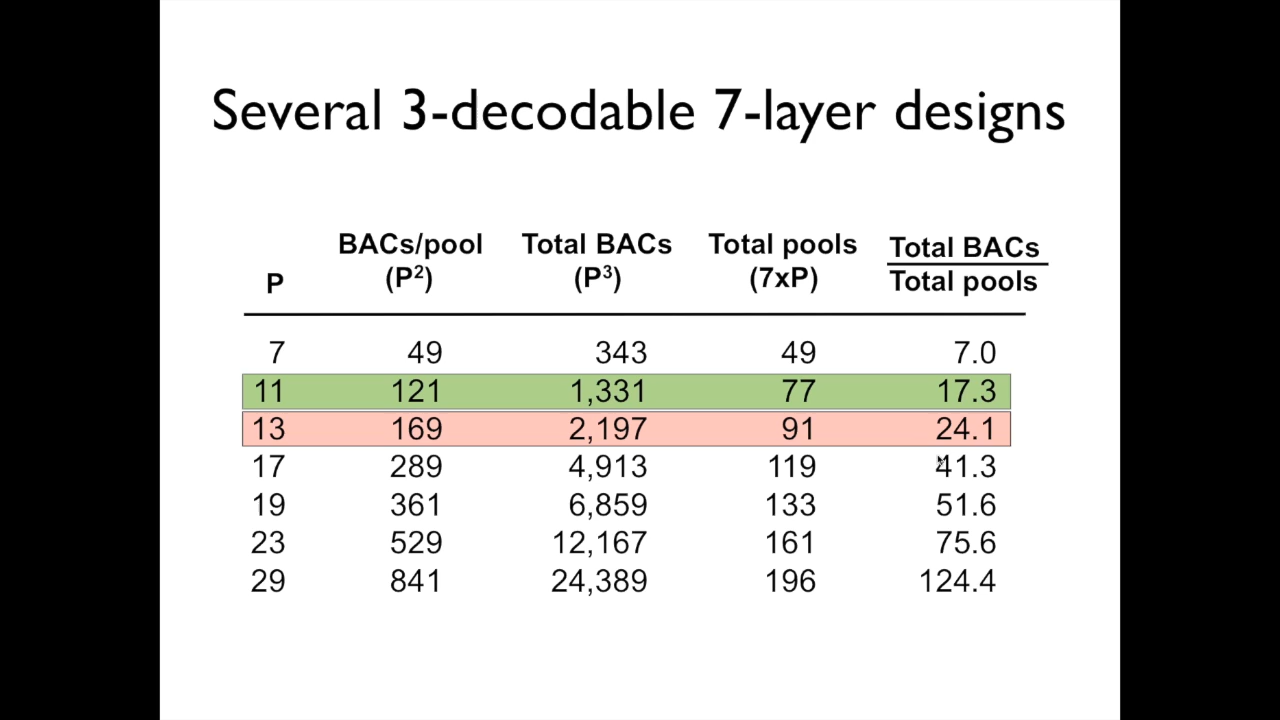 Several 3-decodable 7-layer designs
P BACs/pool (P²) Total BACs (P³) Total pools (7xP) Total BACs Total pools
7 49 343 49 7.0
11 121 1,331 77 17.3
13 169 2,197 91 24.1
17 289 4,913 119 41.3
19 361 6,859 133 51.6
23 529 12,167 161 75.6
29 841 24,389 196 124.4